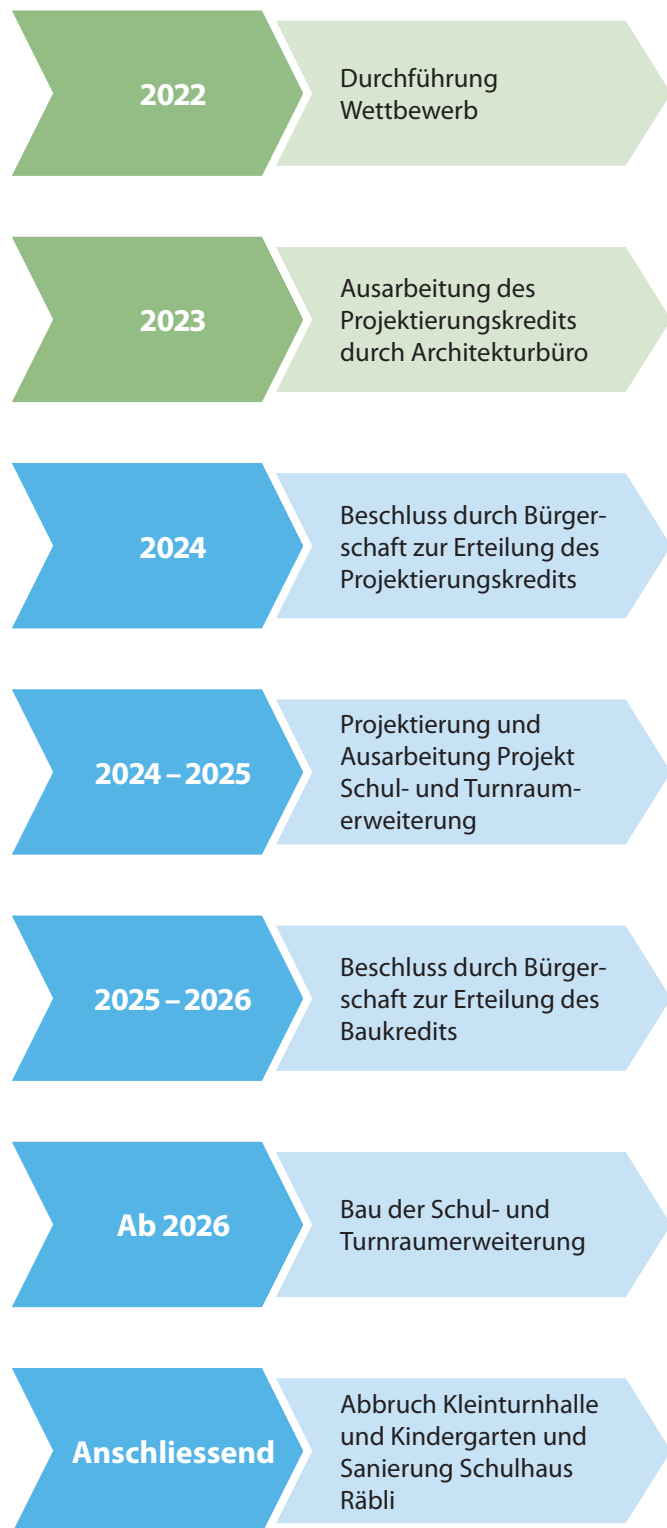 2022
Durchführung
Wettbewerb
2023
Ausarbeitung des
Projektierungskredits
durch Architekturbüro
2024
Beschluss durch Bürger-
schaft zur Erteilung des
Projektierungskredits
2024 – 2025
Projektierung und
Ausarbeitung Projekt
Schul- und Turnraum-
erweiterung
2025 – 2026
Beschluss durch Bürger-
schaft zur Erteilung des
Baukredits
Ab 2026
Bau der Schul- und
Turnraumerweiterung
Anschliessend
Abbruch Kleinturnhalle
und Kindergarten und
Sanierung Schulhaus
Räbli